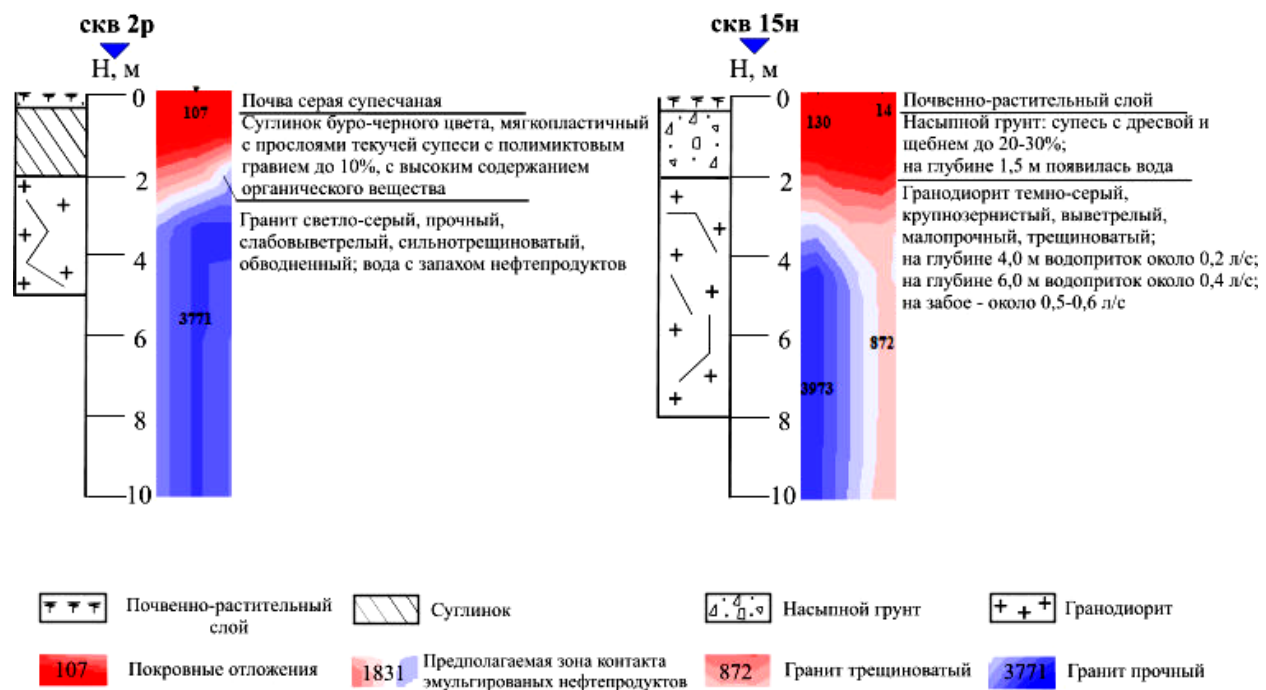 скв 2р
Н, м
0
2
4
6
8
10
107
3771
Почва серая супесчаная
Суглинок буро-черного цвета, мягкопластичный
с прослоями текучей супеси с полимиктовым
гравием до 10%, с высоким содержанием
органического вещества
Гранит светло-серый, прочный,
слабовыветрелый, сильнотрещиноватый,
обводненный; вода с запахом нефтепродуктов
скв 15н
Н, м
0
2
4
6
8
10
130
14
872
3973
Почвенно-растительный слой
Насыпной грунт: супесь с дресвой и
щебнем до 20-30%;
на глубине 1,5 м появилась вода
Гранодиорит темно-серый,
крупнозернистый, выветрелый,
малопрочный, трещиноватый;
на глубине 4,0 м водоприток около 0,2 л/с;
на глубине 6,0 м водоприток около 0,4 л/с;
на забое - около 0,5-0,6 л/с
Почвенно-растительный
слой
Суглинок
Насыпной грунт
Гранодиорит
107
Покровные отложения
1831
Предполагаемая зона контакта
эмульгированых нефтепродуктов
872
Гранит трещиноватый
3771
Гранит прочный